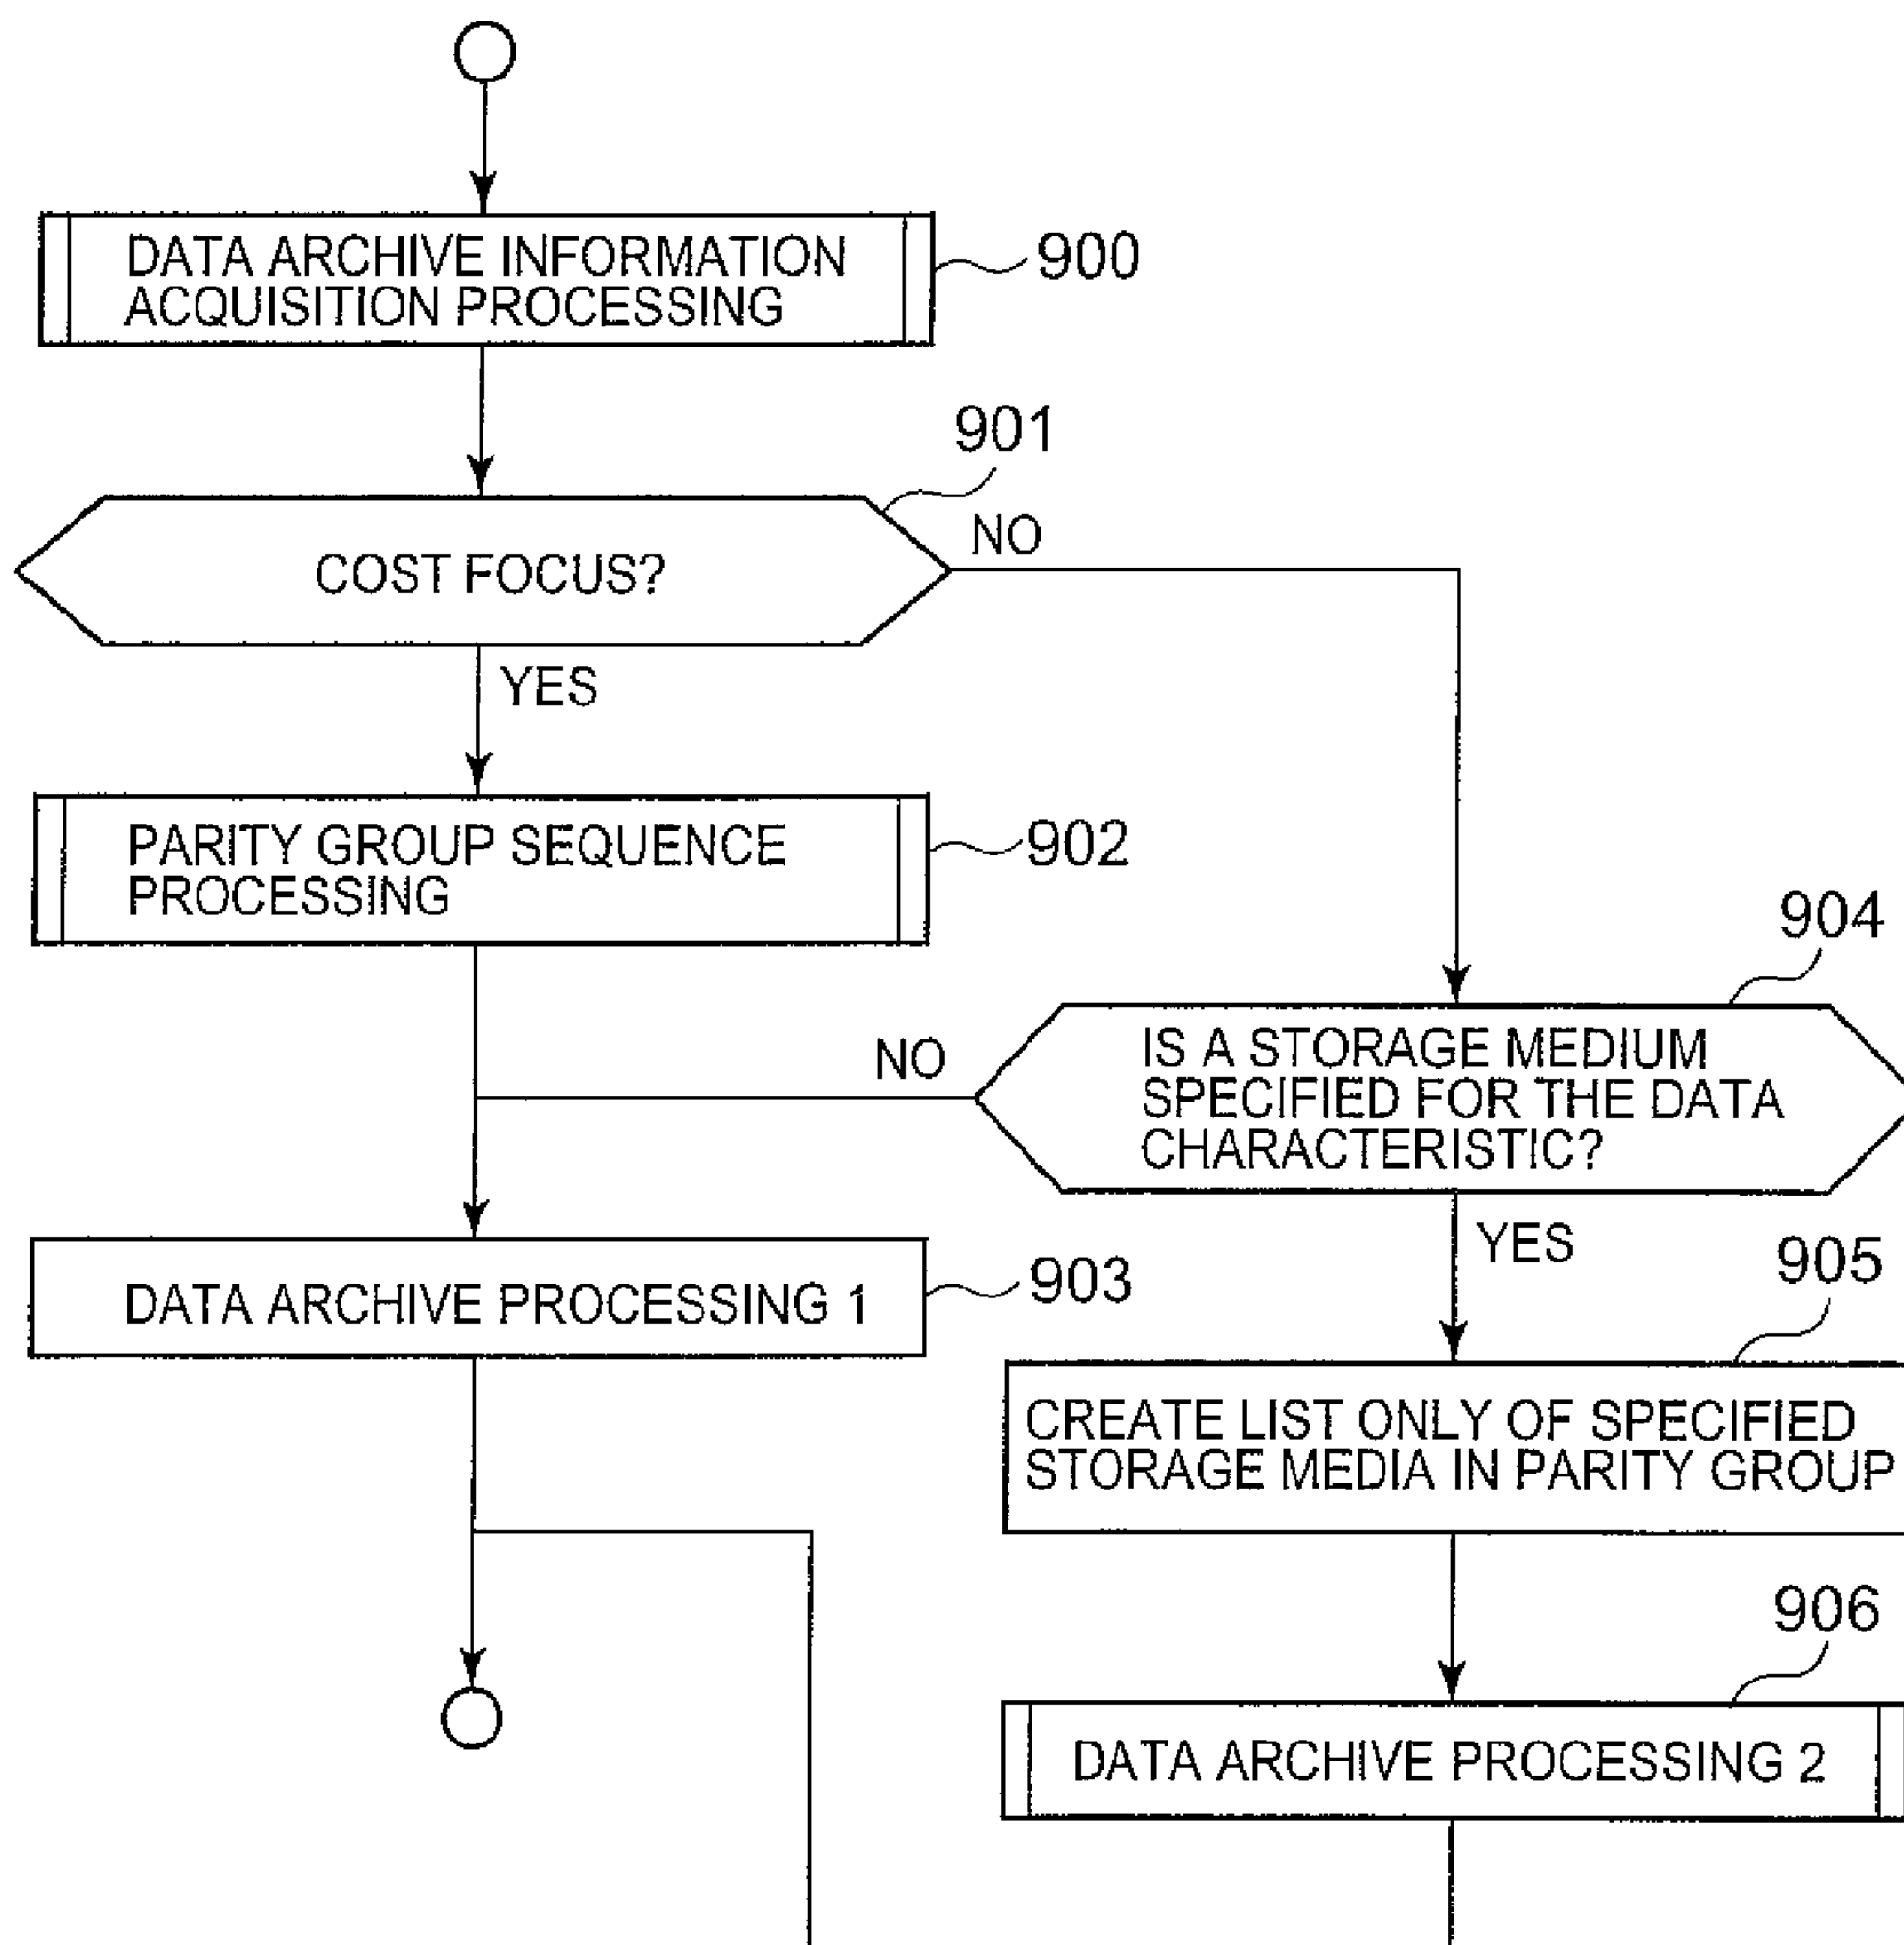 DATA ARCHIVE INFORMATION
ACQUISITION PROCESSING
900
901
COST FOCUS?
NO
YES
PARITY GROUP SEQUENCE
PROCESSING
902
904
IS A STORAGE MEDIUM
SPECIFIED FOR THE DATA
CHARACTERISTIC?
NO
YES
DATA ARCHIVE PROCESSING 1
903
905
CREATE LIST ONLY OF SPECIFIED
STORAGE MEDIA IN PARITY GROUP
906
DATA ARCHIVE PROCESSING 2